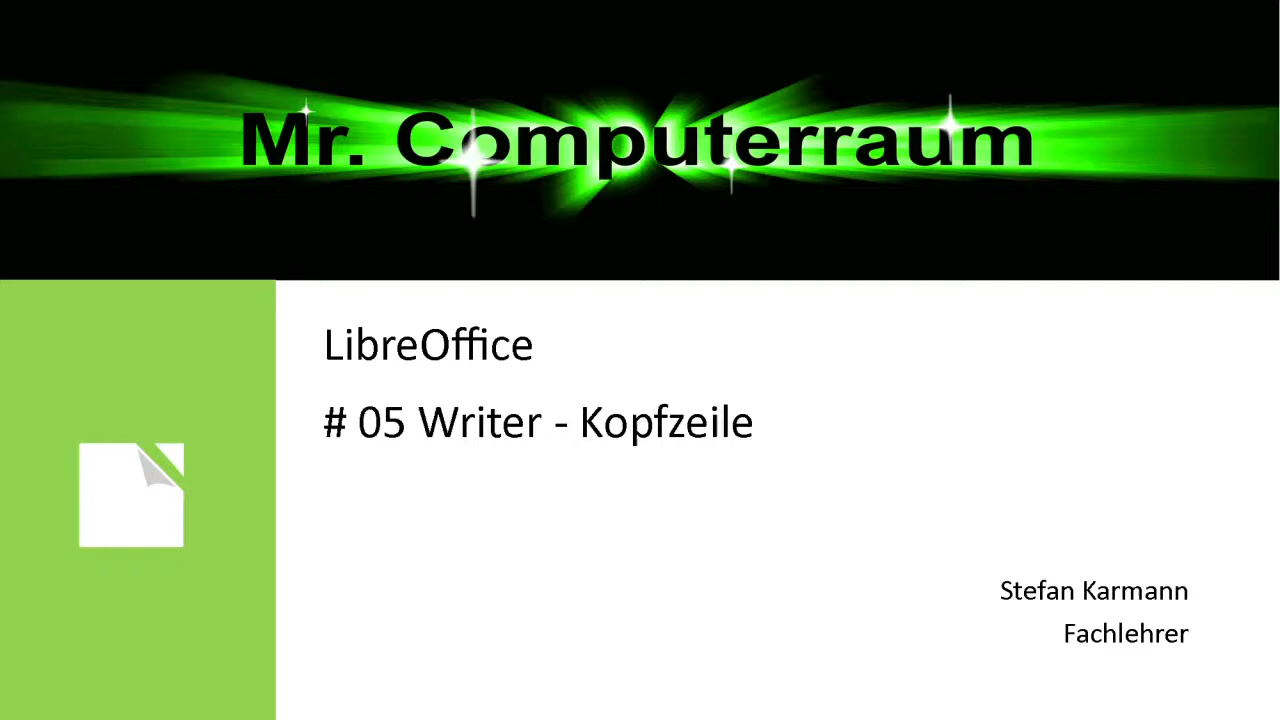 Mr. Computerraum
LibreOffice
# 05 Writer - Kopfzeile
Stefan Karmann
Fachlehrer